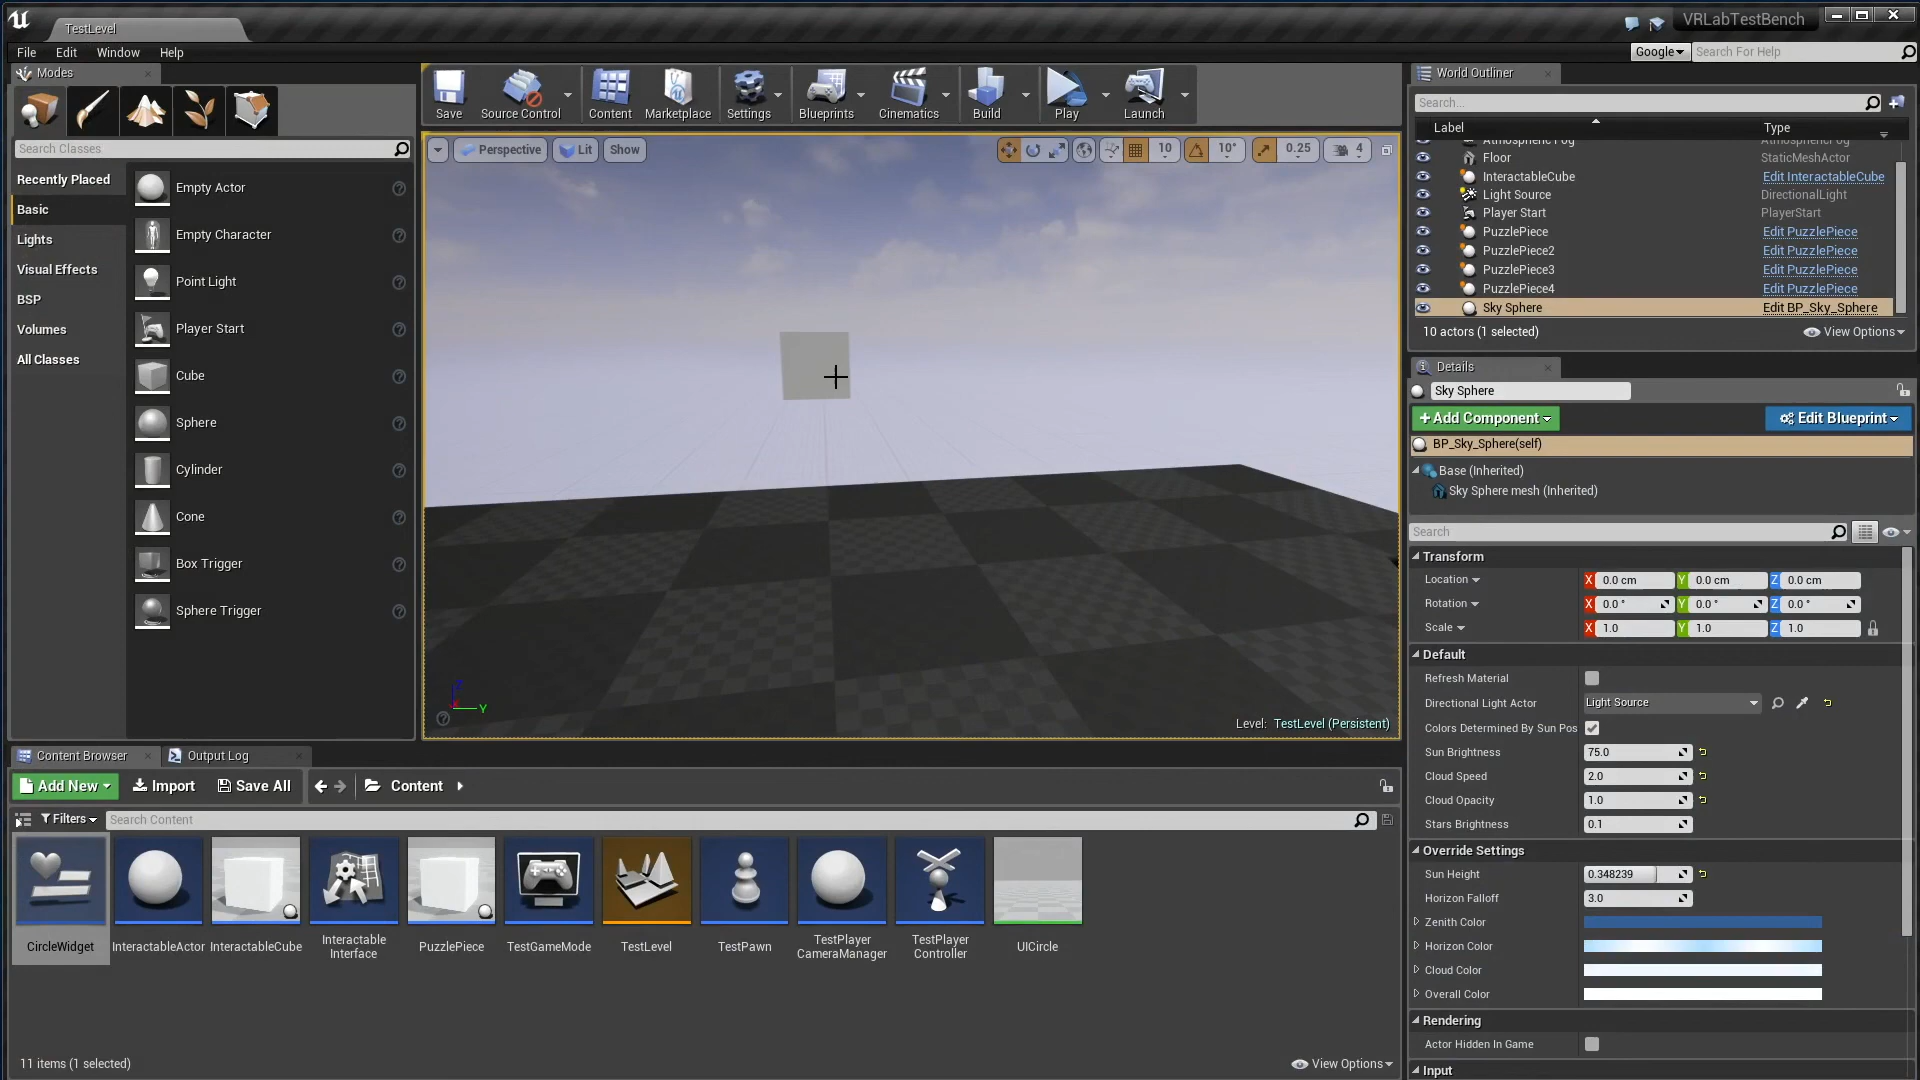 TestLevel
VRLabTestBench
File Edit Window Help
Google
Search For Help
Modes
Search Classes
Recently Placed
Basic
Lights
Visual Effects
BSP
Volumes
All Classes
Empty Actor
Empty Character
Point Light
Player Start
Cube
Sphere
Cylinder
Cone
Box Trigger
Sphere Trigger
Save
Source Control
Content
Marketplace
Settings
Blueprints
Cinematics
Build
Play
Launch
Perspective
Lit
Show
10
10°
0.25
4
Z
Y
Level: TestLevel (Persistent)
World Outliner
Search...
Label Type
Atmospheric Fog AtmosphericFog
Floor StaticMeshActor
InteractableCube Edit InteractableCube
Light Source DirectionalLight
Player Start PlayerStart
PuzzlePiece Edit PuzzlePiece
PuzzlePiece2 Edit PuzzlePiece
PuzzlePiece3 Edit PuzzlePiece
PuzzlePiece4 Edit PuzzlePiece
Sky Sphere Edit BP_Sky_Sphere
10 actors (1 selected)
View Options
Details
Sky Sphere
+Add Component
Edit Blueprint
BP_Sky_Sphere(self)
Base (Inherited)
Sky Sphere mesh (Inherited)
Search
Transform
Location X 0.0 cm Y 0.0 cm Z 0.0 cm
Rotation X 0.0 ° Y 0.0 ° Z 0.0 °
Scale X 1.0 Y 1.0 Z 1.0
Default
Refresh Material
Directional Light Actor Light Source
Colors Determined By Sun Pos
Sun Brightness 75.0
Cloud Speed 2.0
Cloud Opacity 1.0
Stars Brightness 0.1
Override Settings
Sun Height 0.348239
Horizon Falloff 3.0
Zenith Color
Horizon Color
Cloud Color
Overall Color
Rendering
Actor Hidden In Game
Input
Content Browser
Output Log
Add New
Import
Save All
Content
Filters
Search Content
CircleWidget
InteractableActor
InteractableCube
Interactable
Interface
PuzzlePiece
TestGameMode
TestLevel
TestPawn
TestPlayer
CameraManager
TestPlayer
Controller
UICircle
11 items (1 selected)
View Options